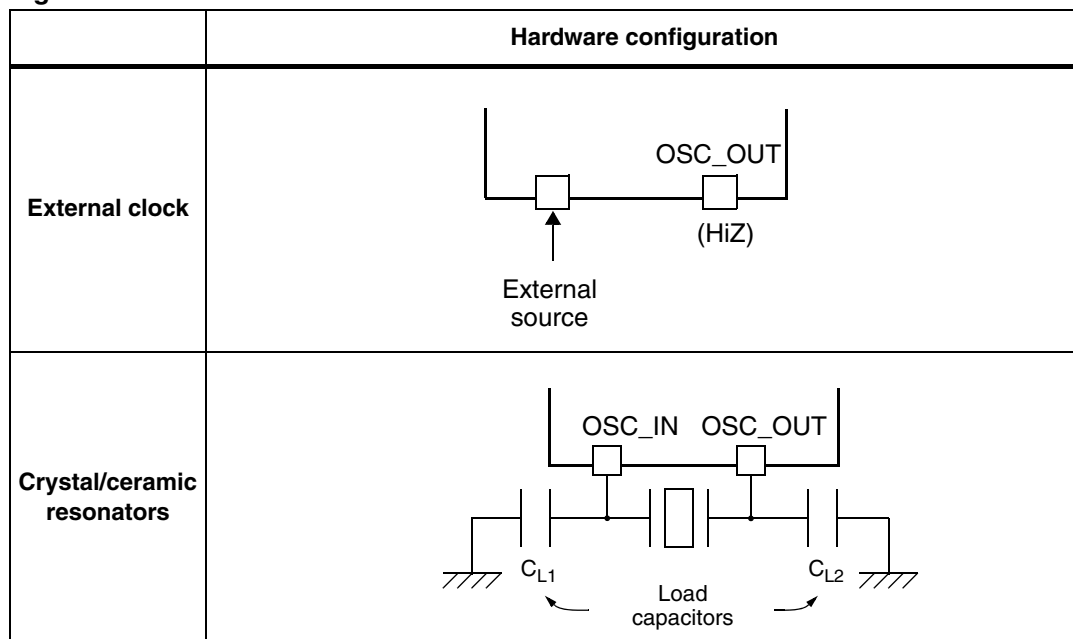 Hardware configuration
External clock
OSC_OUT
(HiZ)
External
source
Crystal/ceramic
resonators
OSC_IN OSC_OUT
CL1
CL2
Load
capacitors